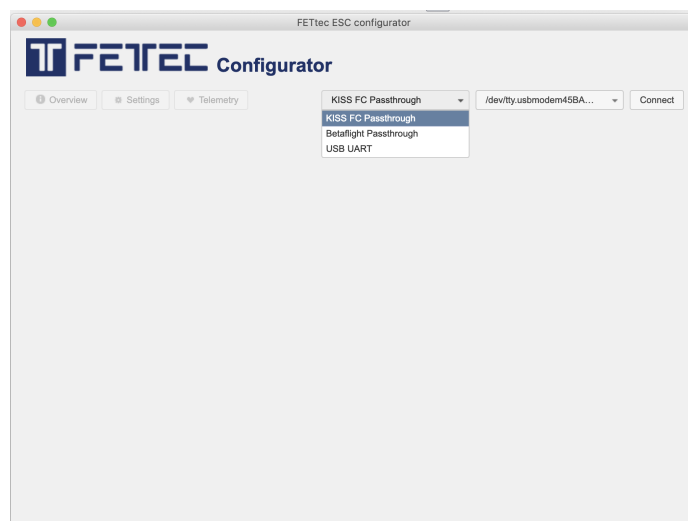 FETtec ESC configurator
FETTEC Configurator
Overview Settings Telemetry KISS FC Passthrough /dev/tty.usbmodem45BA... Connect
KISS FC Passthrough
Betaflight Passthrough
USB UART